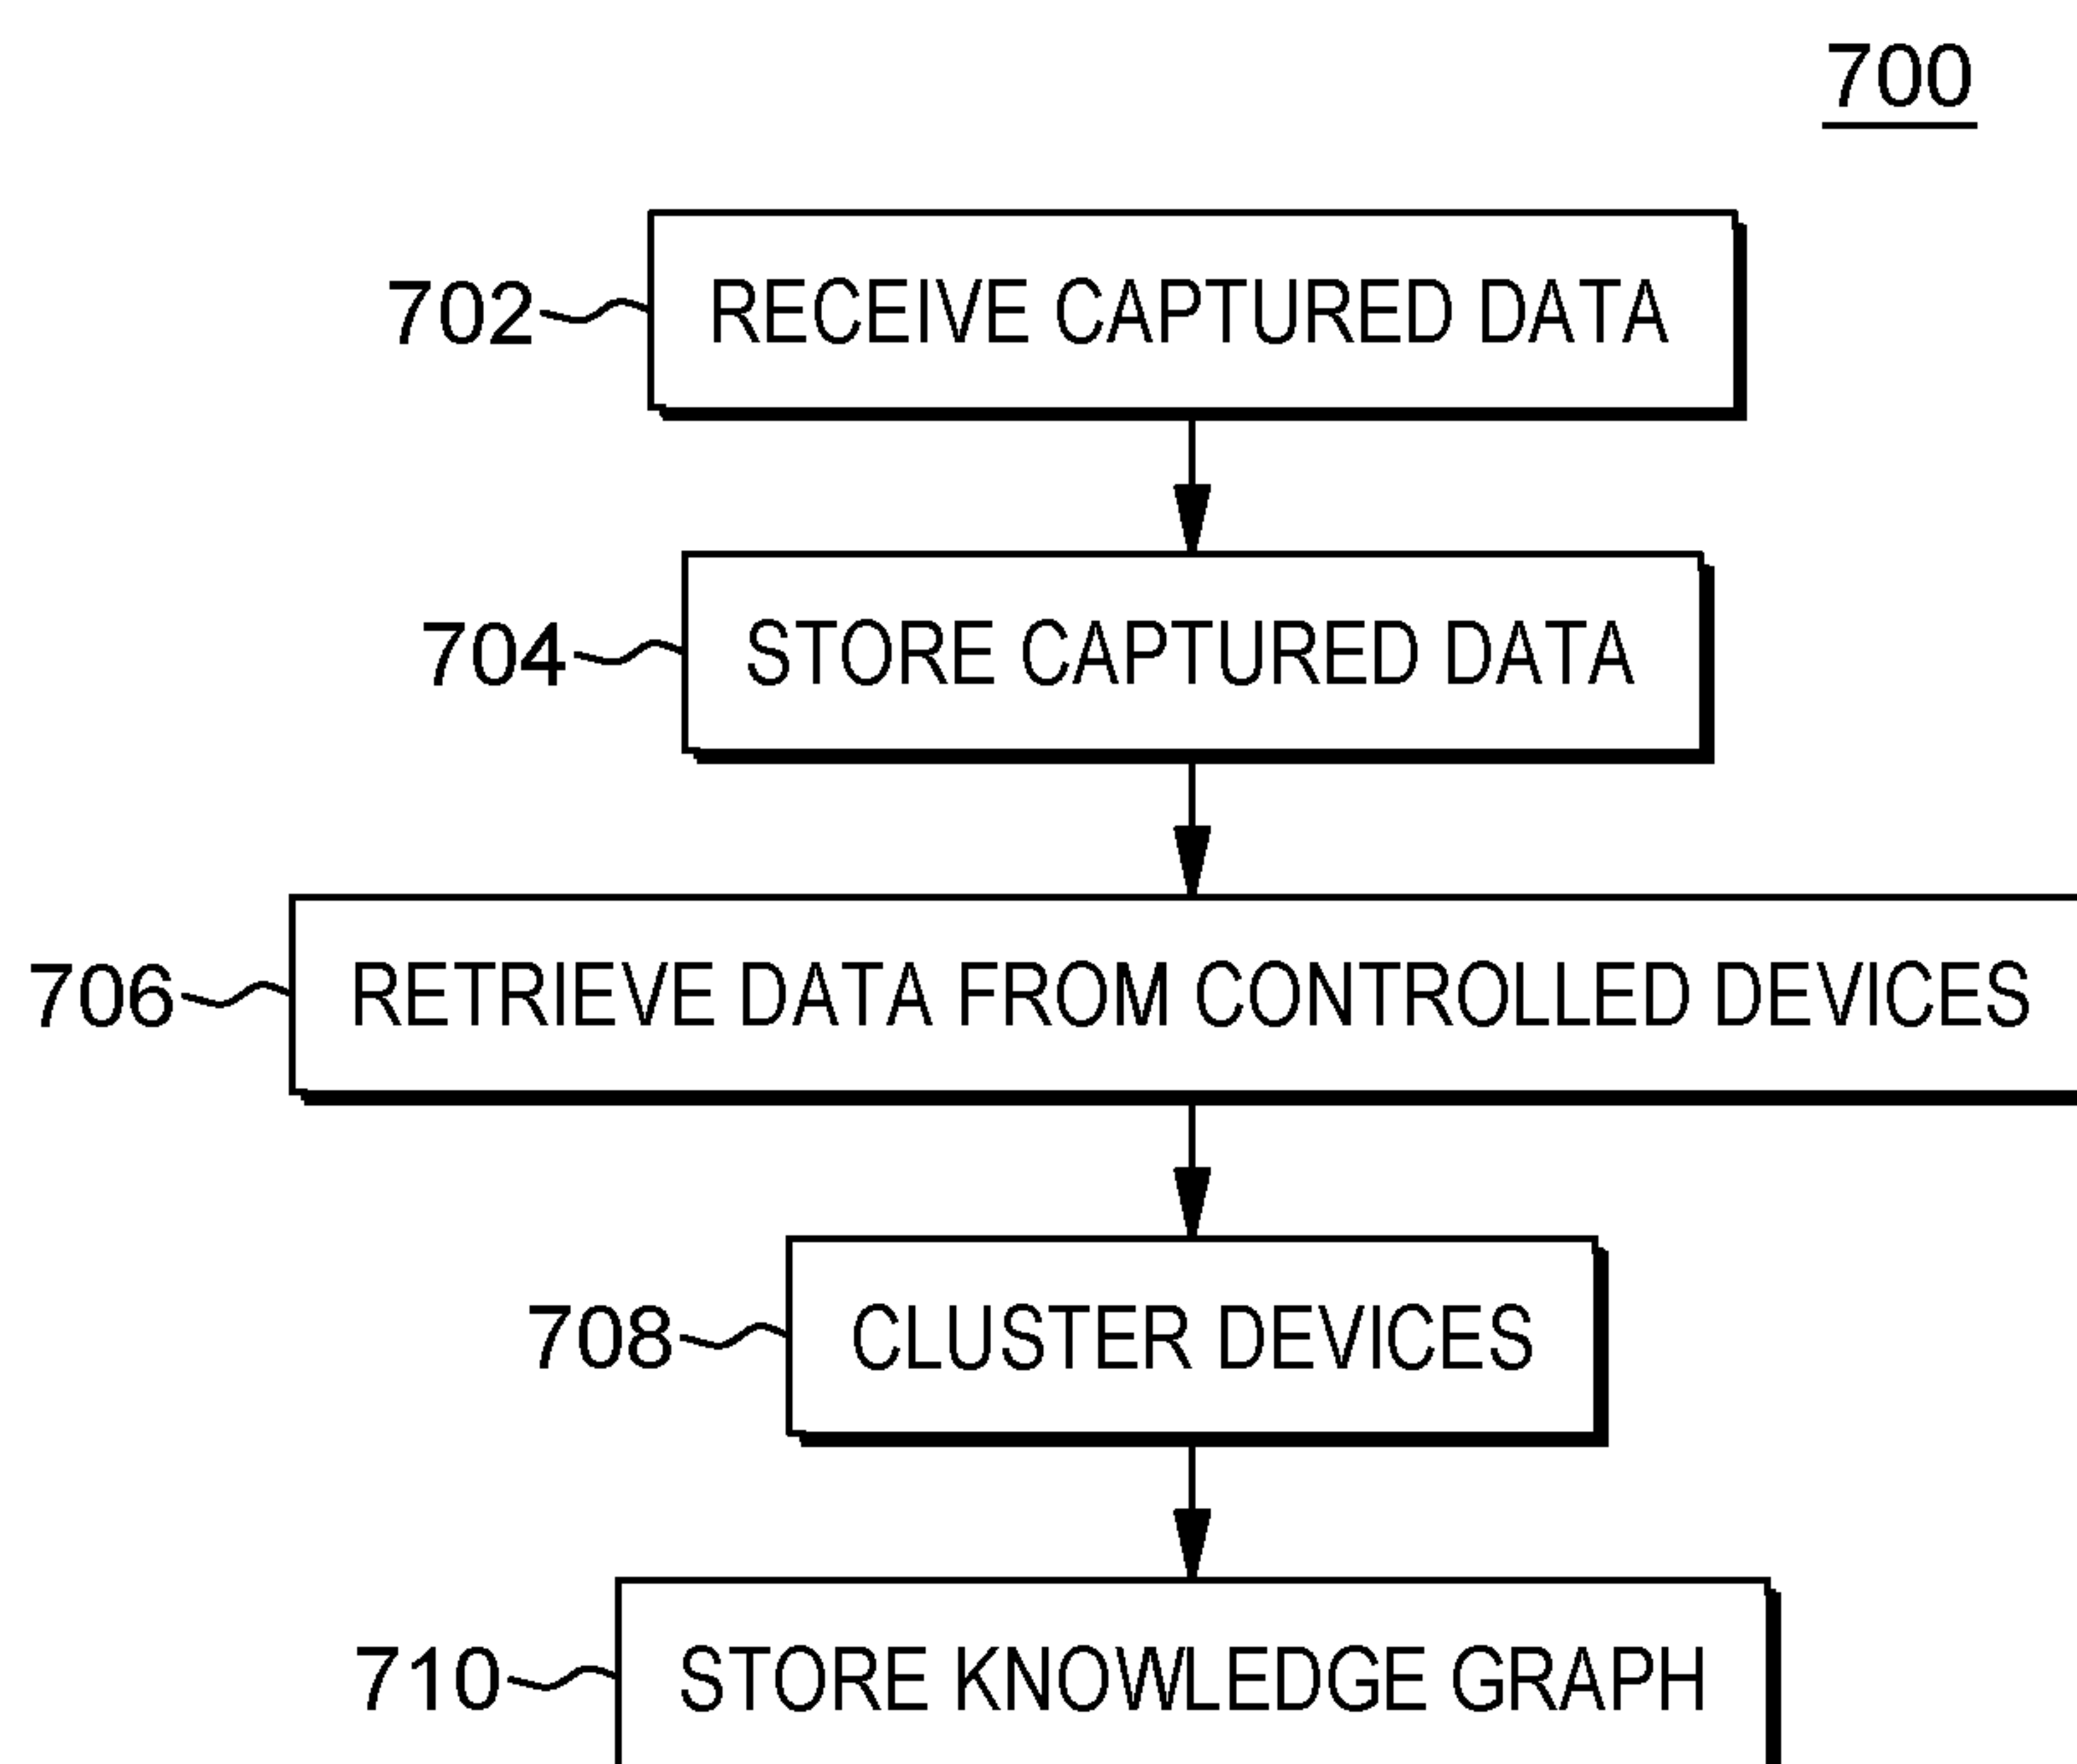 700
702 RECEIVE CAPTURED DATA
704 STORE CAPTURED DATA
706 RETRIEVE DATA FROM CONTROLLED DEVICES
708 CLUSTER DEVICES
710 STORE KNOWLEDGE GRAPH